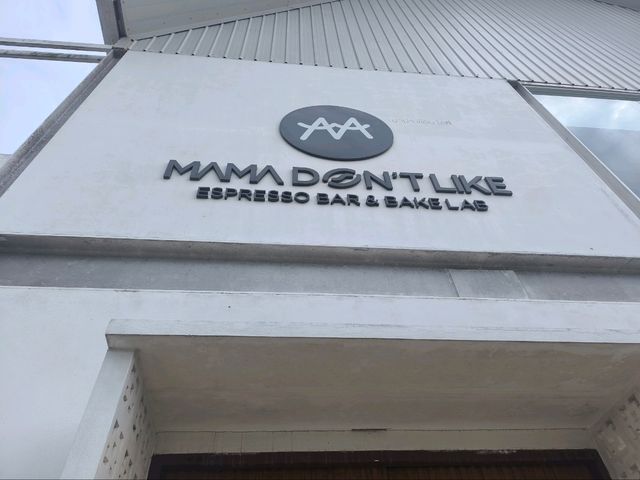 MAMA DON'T LIKE
ESPRESSO BAR & BAKE LAB